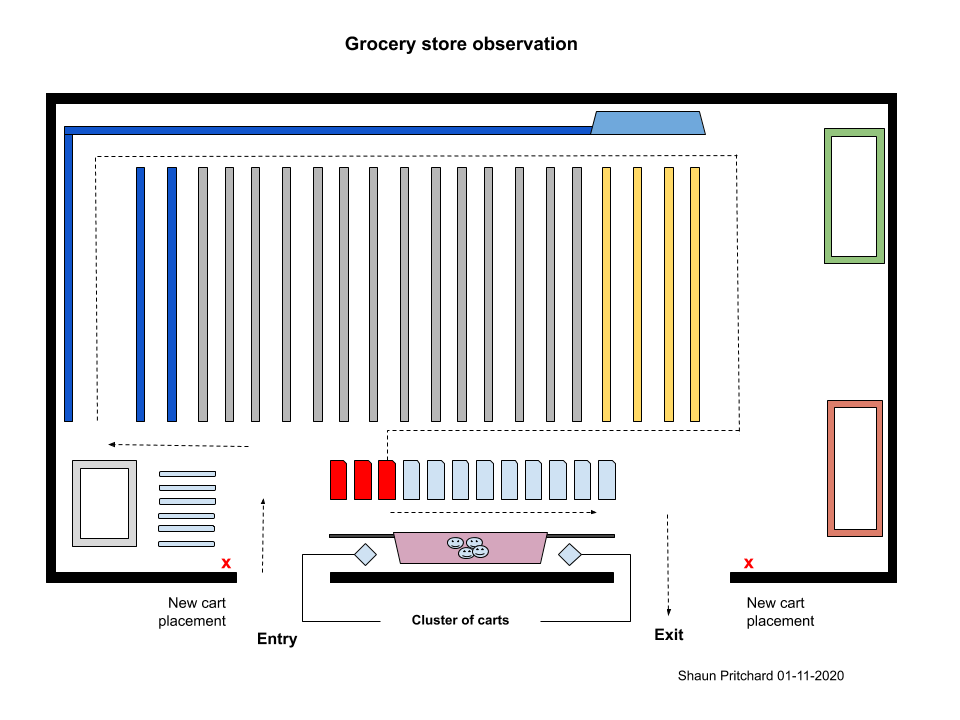 Grocery store observation
x
x
New cart
placement
New cart
placement
Cluster of carts
Entry
Exit
Shaun Pritchard 01-11-2020